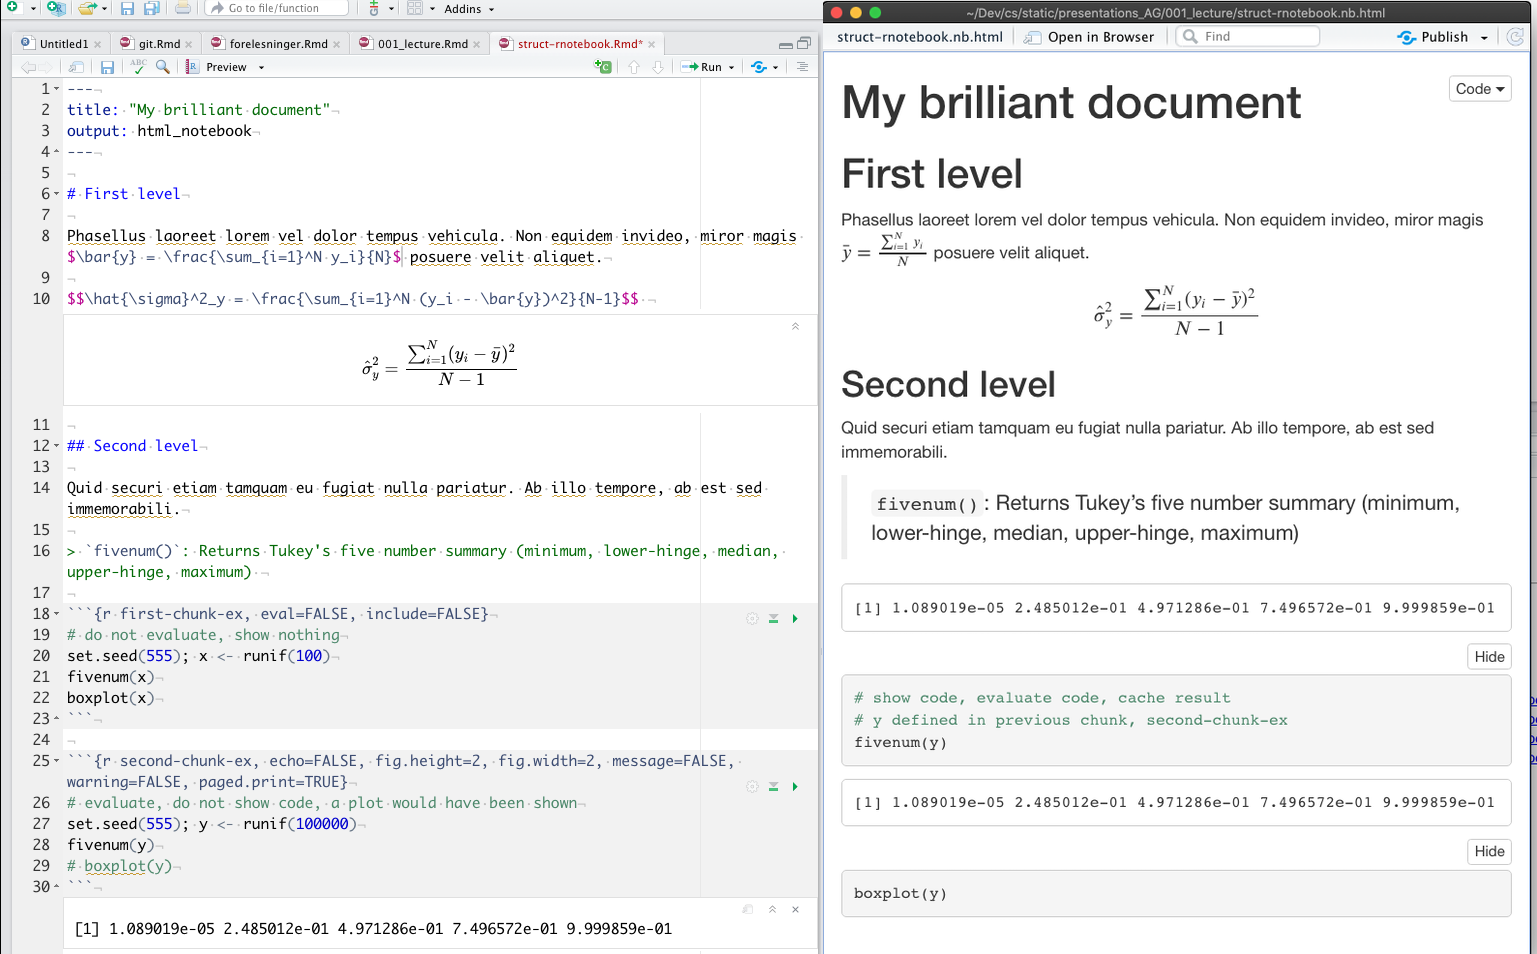 Go to file/function
Addins
Untitled1
git.Rmd
forelesninger.Rmd
001_lecture.Rmd
struct-rnotebook.Rmd*
ABC
Preview
Run
1 ---
2 title: "My brilliant document"
3 output: html_notebook
4 ---
5
6 # First level
7
8 Phasellus laoreet lorem vel dolor tempus vehicula. Non equidem invideo, miror magis
$\bar{y} = \frac{\sum_{i=1}^N y_i}{N}$ posuere velit aliquet.
9
10 $$\hat{\sigma}^2_y = \frac{\sum_{i=1}^N (y_i - \bar{y})^2}{N-1}$$
σ̂²_y = ∑_{i=1}^N (y_i − ȳ)² / N − 1
11
12 ## Second level
13
14 Quid securi etiam tamquam eu fugiat nulla pariatur. Ab illo tempore, ab est sed
immemorabili.
15
16 > `fivenum()`: Returns Tukey's five number summary (minimum, lower-hinge, median,
upper-hinge, maximum)
17
18 ```{r first-chunk-ex, eval=FALSE, include=FALSE}
19 # do not evaluate, show nothing
20 set.seed(555); x <- runif(100)
21 fivenum(x)
22 boxplot(x)
23 ```
24
25 ```{r second-chunk-ex, echo=FALSE, fig.height=2, fig.width=2, message=FALSE,
warning=FALSE, paged.print=TRUE}
26 # evaluate, do not show code, a plot would have been shown
27 set.seed(555); y <- runif(100000)
28 fivenum(y)
29 # boxplot(y)
30 ```
[1] 1.089019e-05 2.485012e-01 4.971286e-01 7.496572e-01 9.999859e-01
~/Dev/cs/static/presentations_AG/001_lecture/struct-rnotebook.nb.html
struct-rnotebook.nb.html
Open in Browser
Find
Publish
Code
My brilliant document
First level
Phasellus laoreet lorem vel dolor tempus vehicula. Non equidem invideo, miror magis
ȳ = ∑_{i=1}^N y_i / N posuere velit aliquet.
σ̂²_y = ∑_{i=1}^N (y_i − ȳ)² / N − 1
Second level
Quid securi etiam tamquam eu fugiat nulla pariatur. Ab illo tempore, ab est sed
immemorabili.
fivenum(): Returns Tukey’s five number summary (minimum,
lower-hinge, median, upper-hinge, maximum)
[1] 1.089019e-05 2.485012e-01 4.971286e-01 7.496572e-01 9.999859e-01
Hide
# show code, evaluate code, cache result
# y defined in previous chunk, second-chunk-ex
fivenum(y)
[1] 1.089019e-05 2.485012e-01 4.971286e-01 7.496572e-01 9.999859e-01
Hide
boxplot(y)